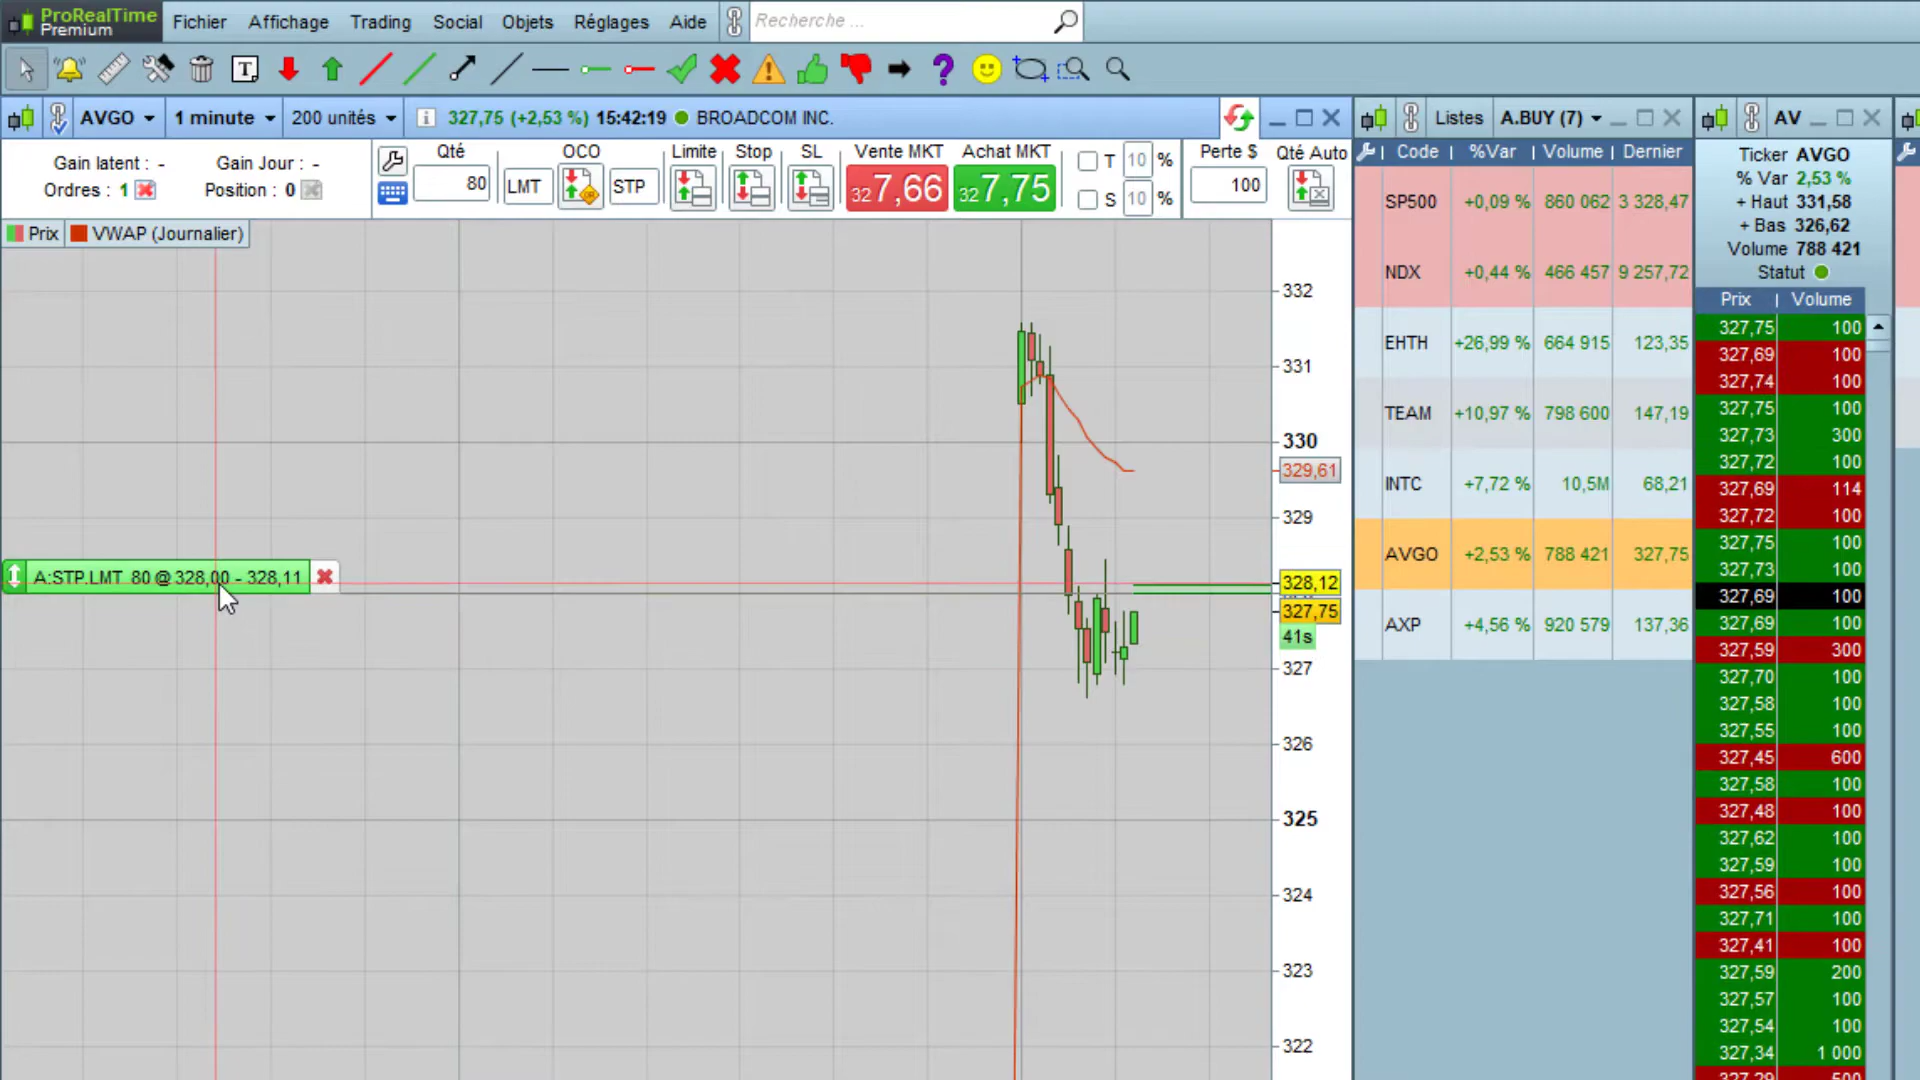 ProRealTime
Premium
Fichier Affichage Trading Social Objets Réglages Aide Recherche ...
T
AVGO 1 minute 200 unités i 327,75 (+2,53 %) 15:42:19 BROADCOM INC.
Gain latent : - Gain Jour : -
Ordres : 1 Position : 0
Qté OCO Limite Stop SL Vente MKT Achat MKT T 10 % Perte $ Qté Auto
80 LMT STP 327,66 327,75 S 10 % 100
Prix VWAP (Journalier)
A:STP.LMT 80 @ 328,00 - 328,11
332
331
330
329,61
329
328,12
327,75
41s
327
326
325
324
323
322
Listes A.BUY (7)
Code %Var Volume Dernier
SP500 +0,09 % 860 062 3 328,47
NDX +0,44 % 466 457 9 257,72
EHTH +26,99 % 664 915 123,35
TEAM +10,97 % 798 600 147,19
INTC +7,72 % 10,5M 68,21
AVGO +2,53 % 788 421 327,75
AXP +4,56 % 920 579 137,36
AV
Ticker AVGO
% Var 2,53 %
+ Haut 331,58
+ Bas 326,62
Volume 788 421
Statut
Prix Volume
327,75 100
327,69 100
327,74 100
327,75 100
327,73 300
327,72 100
327,69 114
327,72 100
327,75 100
327,73 100
327,69 100
327,69 100
327,59 300
327,70 100
327,58 100
327,55 100
327,45 600
327,58 100
327,48 100
327,62 100
327,59 100
327,56 100
327,71 100
327,41 100
327,59 200
327,57 100
327,54 100
327,34 1 000
327,29 500